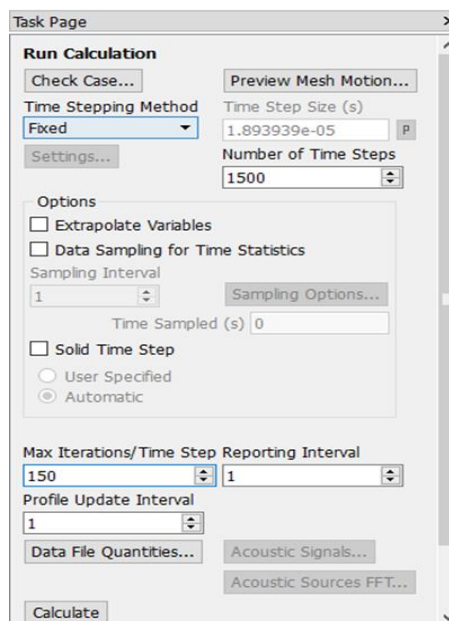 Task Page
Run Calculation
Check Case... Preview Mesh Motion...
Time Stepping Method Time Step Size (s)
Fixed 1.893939e-05 P
Settings... Number of Time Steps
1500
Options
Extrapolate Variables
Data Sampling for Time Statistics
Sampling Interval
1 Sampling Options...
Time Sampled (s) 0
Solid Time Step
User Specified
Automatic
Max Iterations/Time Step Reporting Interval
150 1
Profile Update Interval
1
Data File Quantities... Acoustic Signals...
Acoustic Sources FFT...
Calculate